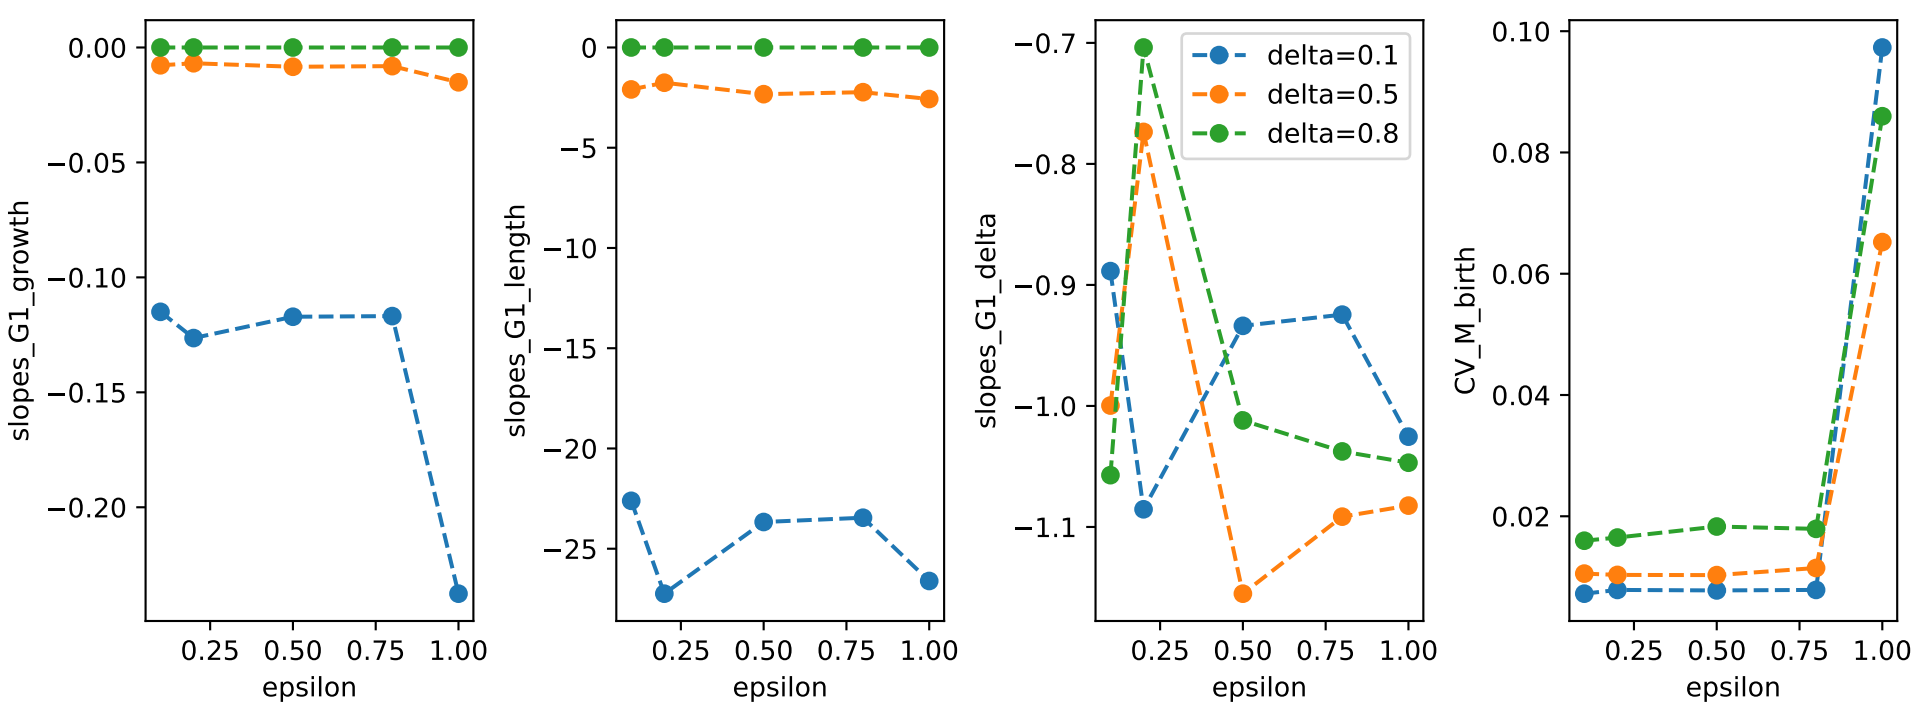 slopes_G1_growth
0.00
−0.05
−0.10
−0.15
−0.20
0.25 0.50 0.75 1.00
epsilon
slopes_G1_length
0
−5
−10
−15
−20
−25
0.25 0.50 0.75 1.00
epsilon
slopes_G1_delta
−0.7
−0.8
−0.9
−1.0
−1.1
delta=0.1
delta=0.5
delta=0.8
0.25 0.50 0.75 1.00
epsilon
CV_M_birth
0.10
0.08
0.06
0.04
0.02
0.25 0.50 0.75 1.00
epsilon